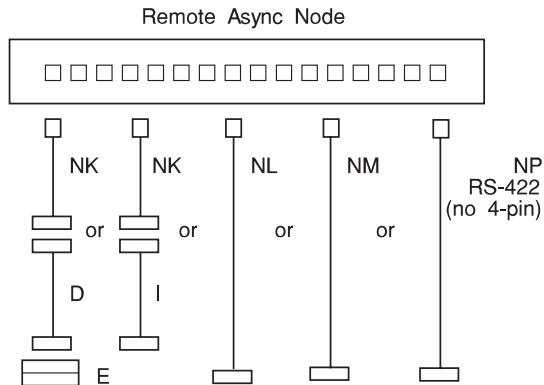 Remote Async Node
NK
NK
NL
NM
NP
RS-422
(no 4-pin)
or
or
or
or
D
I
E